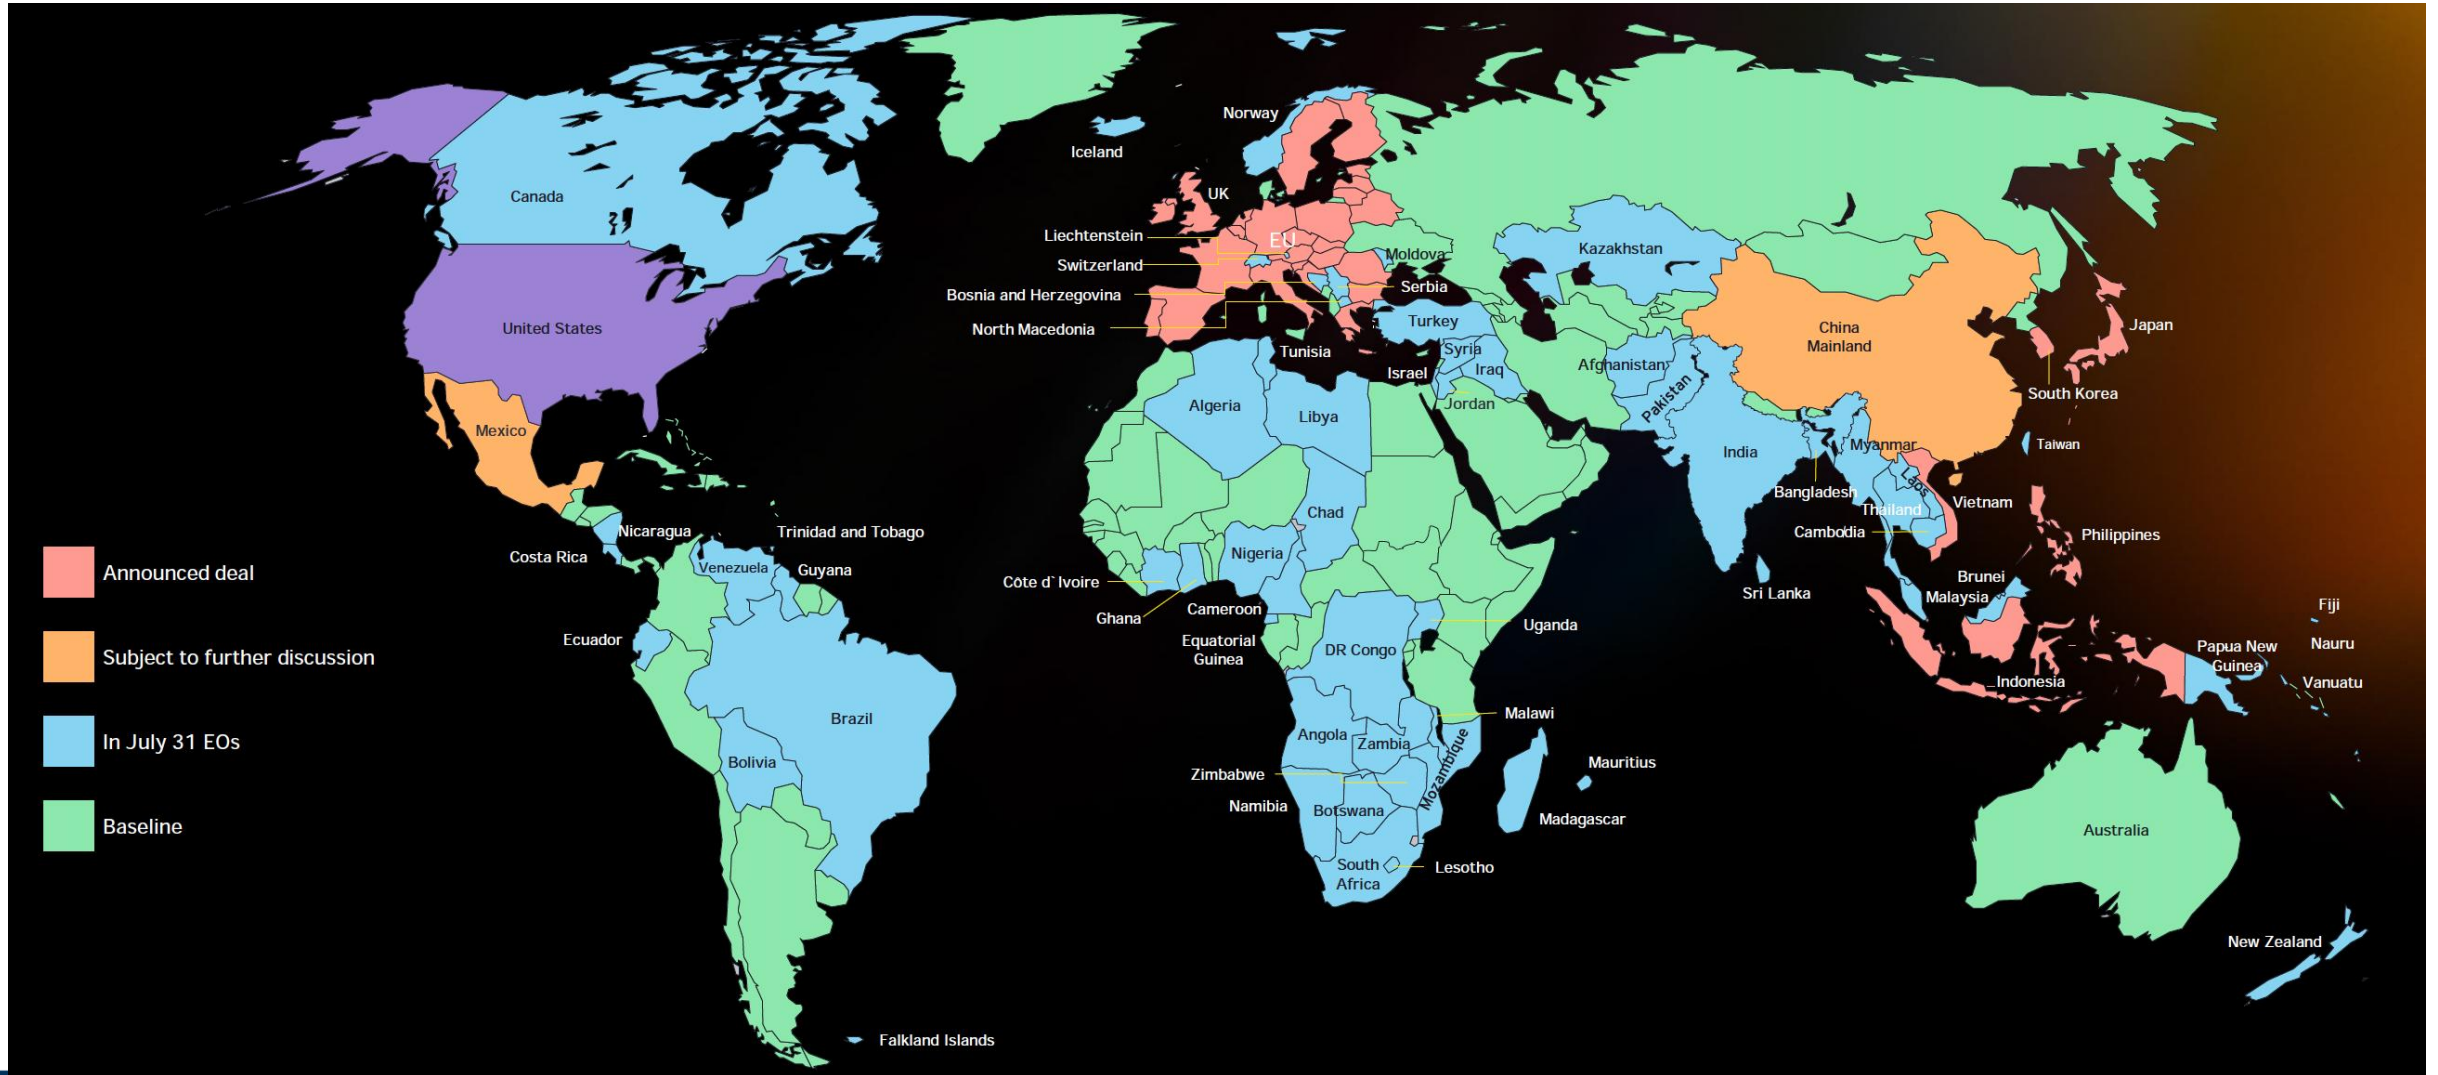 Norway
Iceland
Canada
UK
Liechtenstein
EU
Switzerland
Moldova
Kazakhstan
Bosnia and Herzegovina
Serbia
North Macedonia
Turkey
United States
China
Mainland
Japan
Tunisia
Syria
Israel
Iraq
Afghanistan
Pakistan
South Korea
Jordan
Algeria
Libya
Mexico
India
Myanmar
Taiwan
Bangladesh
Laos
Vietnam
Thailand
Chad
Nicaragua
Trinidad and Tobago
Cambodia
Philippines
Costa Rica
Venezuela
Guyana
Nigeria
Côte d`Ivoire
Ghana
Cameroon
Sri Lanka
Brunei
Malaysia
Fiji
Announced deal
Subject to further discussion
In July 31 EOs
Baseline
Ecuador
Equatorial
Guinea
DR Congo
Uganda
Papua New
Guinea
Nauru
Vanuatu
Indonesia
Brazil
Malawi
Angola
Zambia
Mozambique
Bolivia
Zimbabwe
Namibia
Botswana
Mauritius
Madagascar
Australia
South
Africa
Lesotho
New Zealand
Falkland Islands